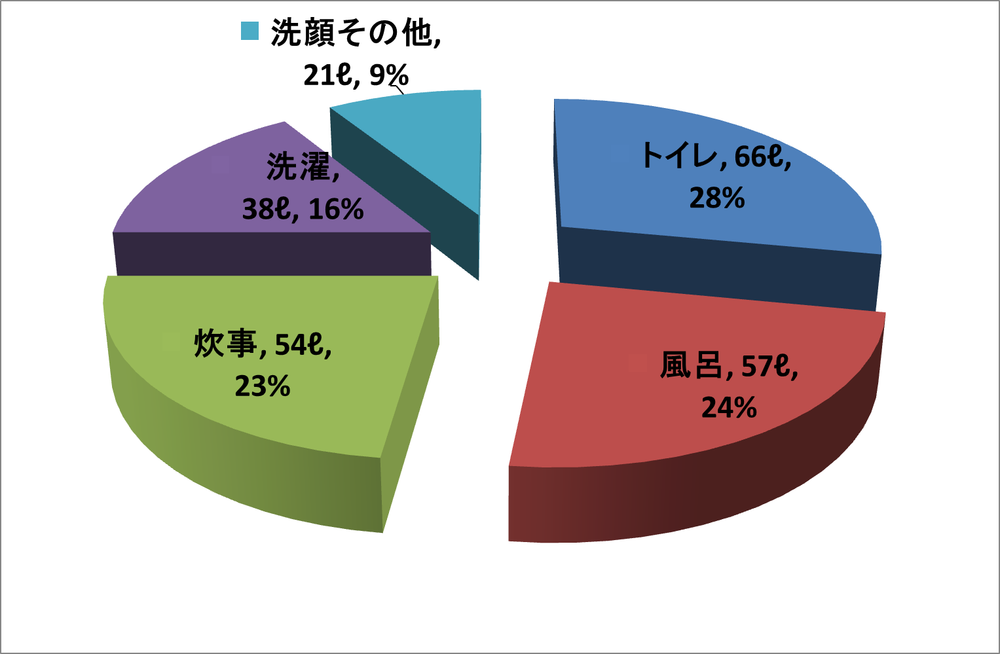 洗顔その他,
21ℓ, 9%
トイレ, 66ℓ,
28%
洗濯,
38ℓ, 16%
炊事, 54ℓ,
23%
風呂, 57ℓ,
24%